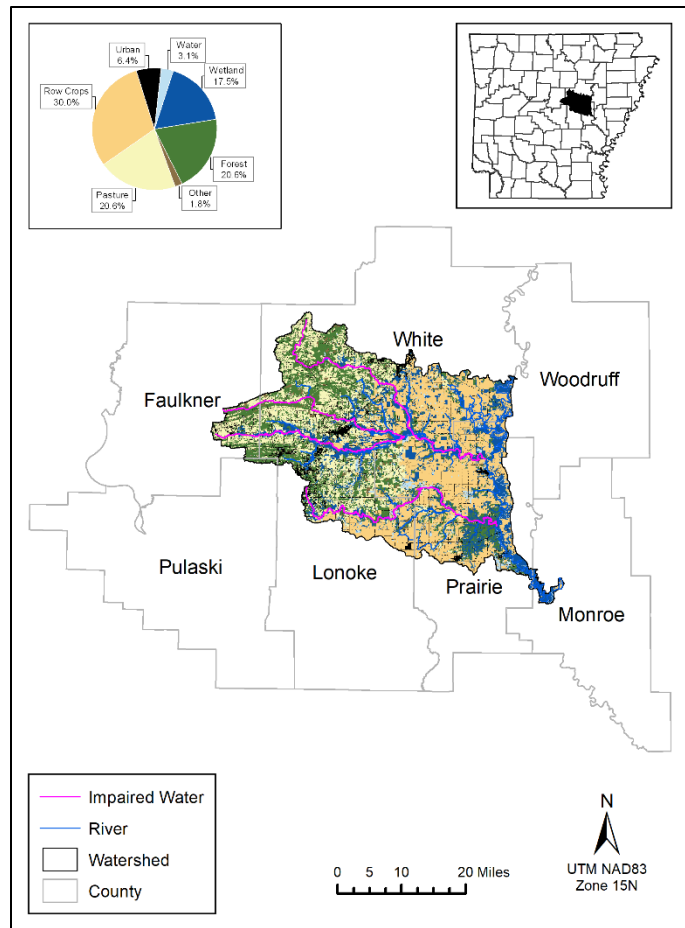 Urban
6.4%
Water
3.1%
Wetland
17.5%
Row Crops
30.0%
Forest
20.6%
Pasture
20.6%
Other
1.8%
White
Woodruff
Faulkner
Pulaski
Lonoke
Prairie
Monroe
Impaired Water
River
Watershed
County
0 5 10 20 Miles
N
UTM NAD83
Zone 15N